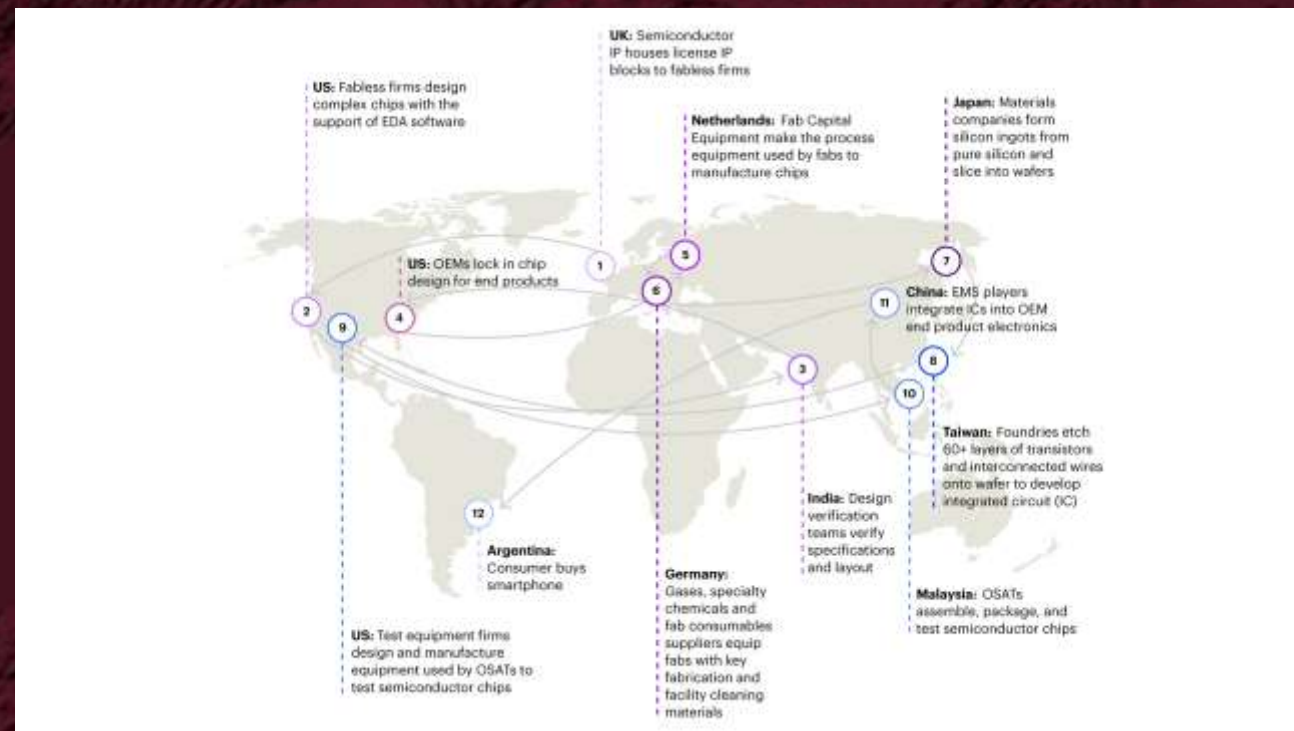 UK: Semiconductor
IP houses license IP
blocks to fabless firms
US: Fabless firms design
complex chips with the
support of EDA software
Netherlands: Fab Capital
Equipment make the process
equipment used by fabs to
manufacture chips
Japan: Materials
companies form
silicon ingots from
pure silicon and
slice into wafers
US: OEMs lock in chip
design for end products
1
5
7
2
9
4
6
11
China: EMS players
integrate ICs into OEM
end product electronics
3
8
10
Taiwan: Foundries etch
60+ layers of transistors
and interconnected wires
onto wafer to develop
integrated circuit (IC)
India: Design
verification
teams verify
specifications
and layout
12
Argentina:
Consumer buys
smartphone
Germany:
Gases, specialty
chemicals and
fab consumables
suppliers equip
fabs with key
fabrication and
facility cleaning
materials
Malaysia: OSATs
assemble, package, and
test semiconductor chips
US: Test equipment firms
design and manufacture
equipment used by OSATs to
test semiconductor chips